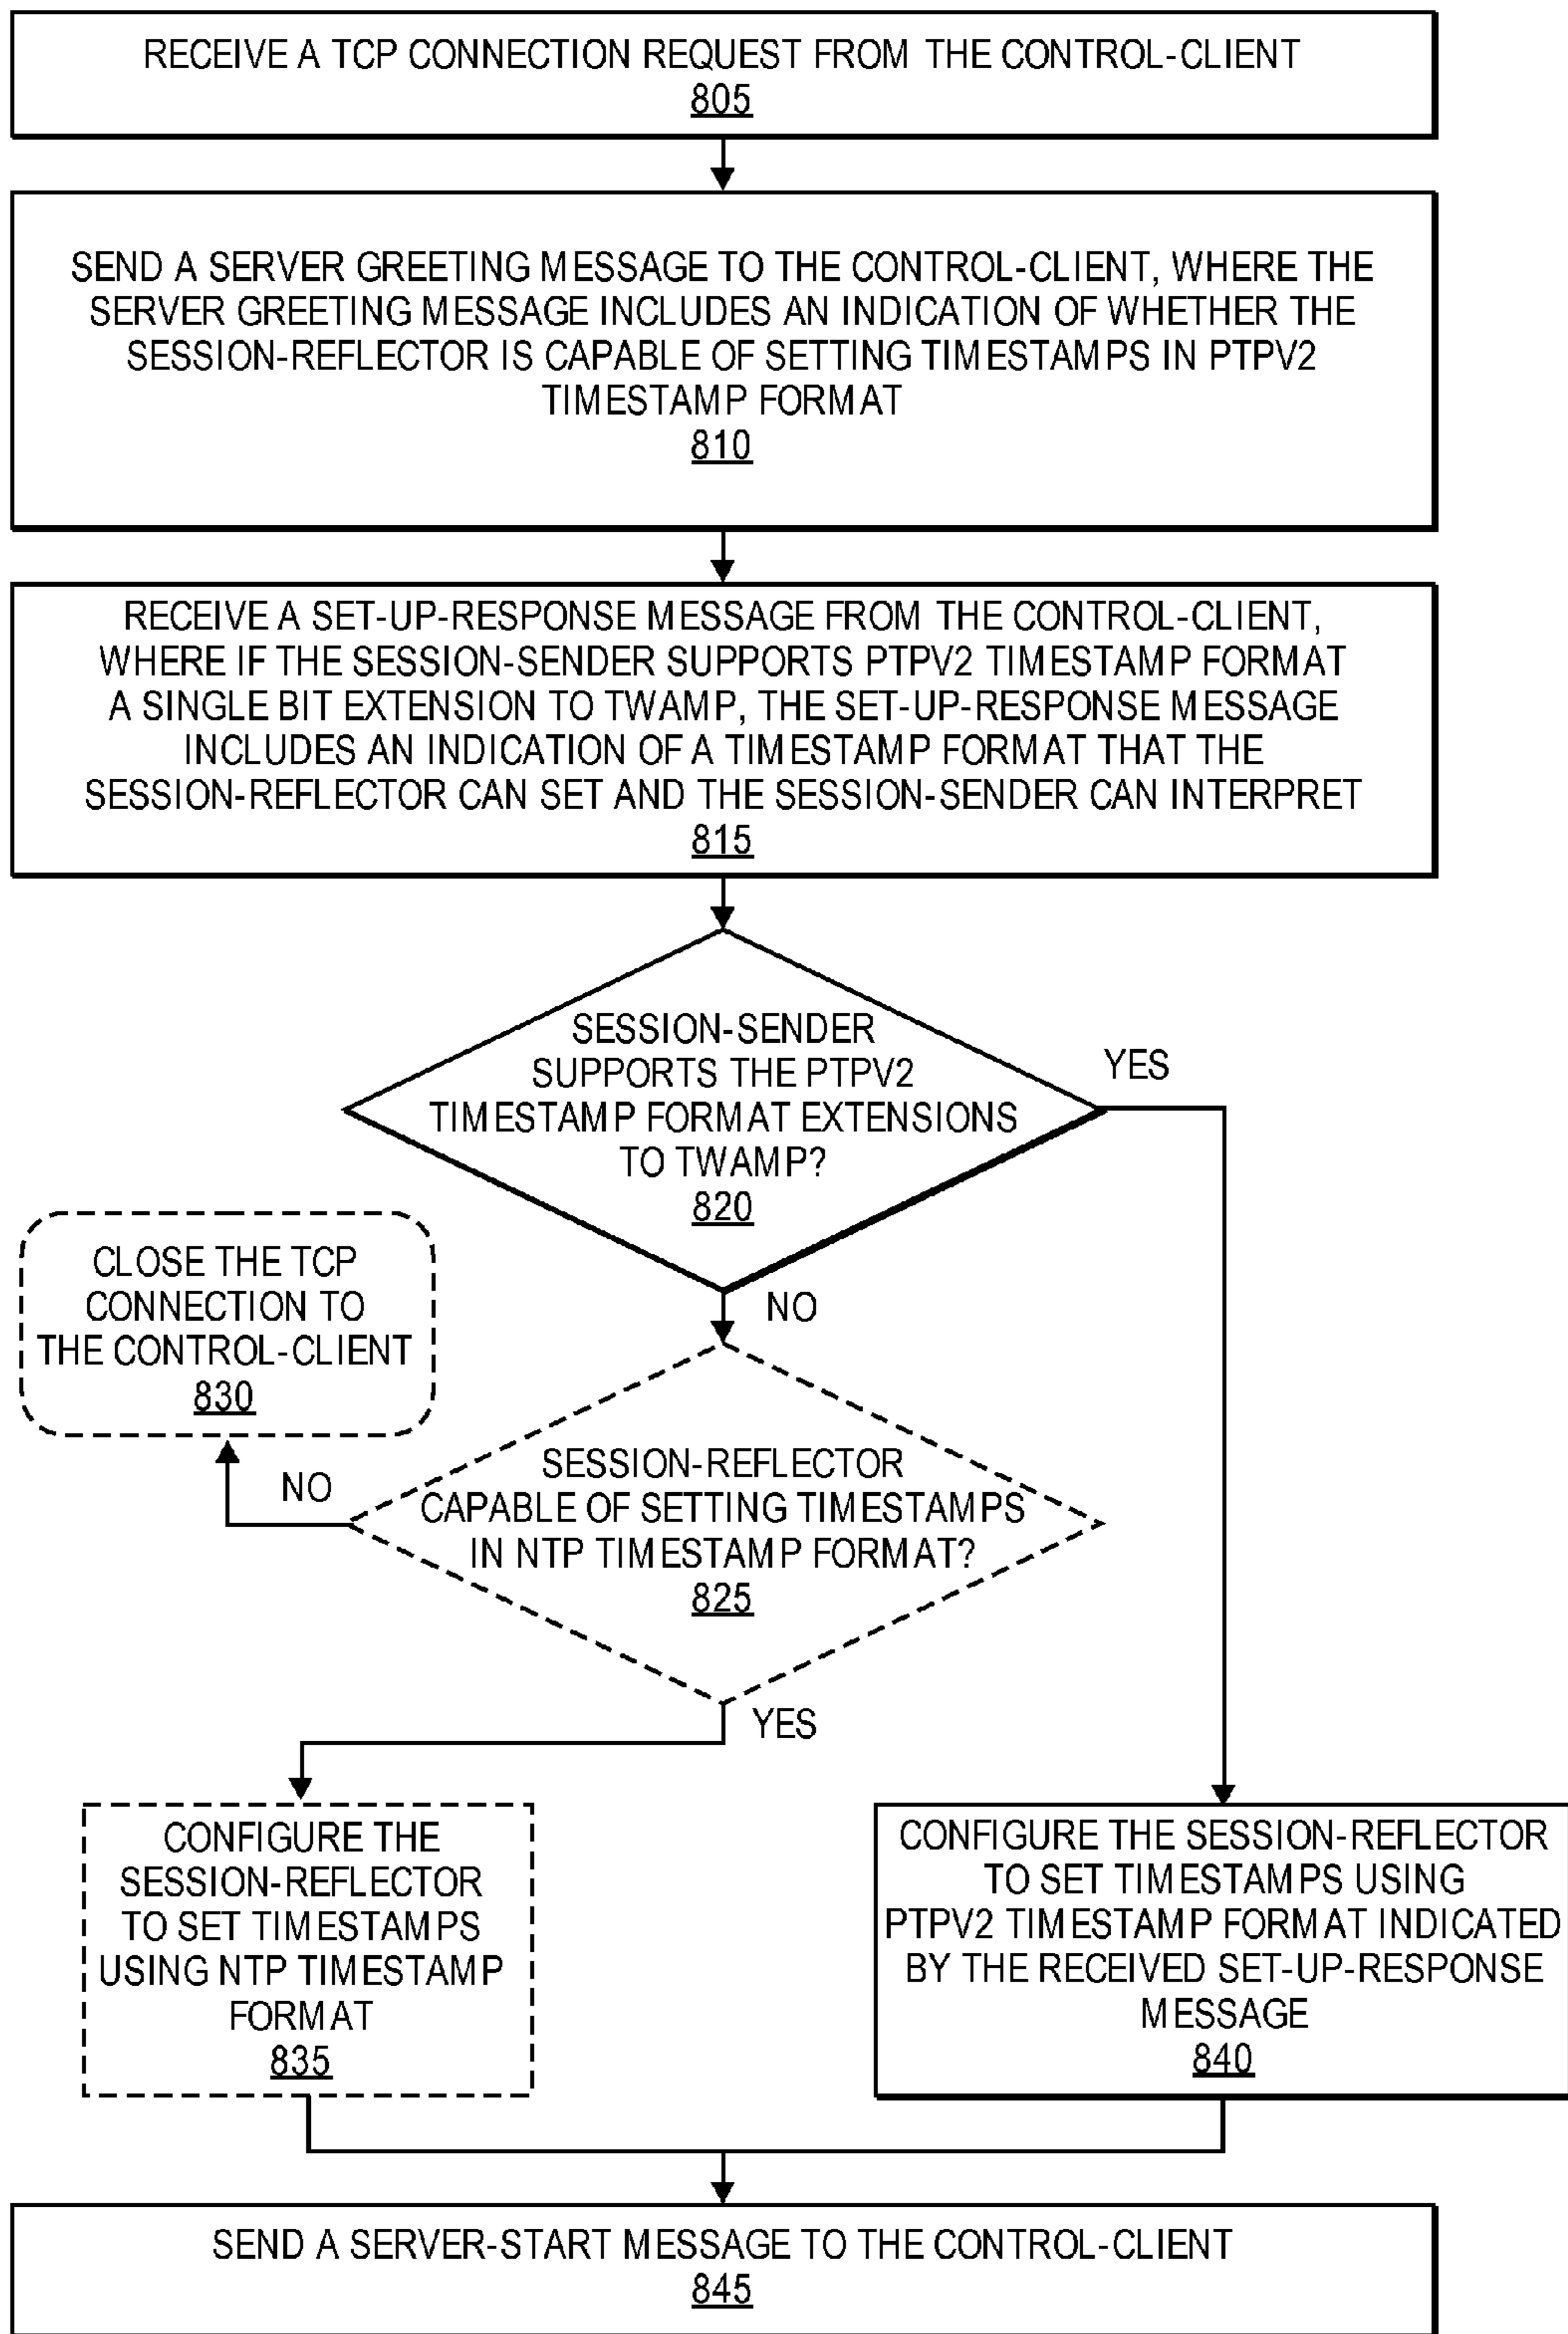 RECEIVE A TCP CONNECTION REQUEST FROM THE CONTROL-CLIENT
805
SEND A SERVER GREETING MESSAGE TO THE CONTROL-CLIENT, WHERE THE
SERVER GREETING MESSAGE INCLUDES AN INDICATION OF WHETHER THE
SESSION-REFLECTOR IS CAPABLE OF SETTING TIMESTAMPS IN PTPV2
TIMESTAMP FORMAT
810
RECEIVE A SET-UP-RESPONSE MESSAGE FROM THE CONTROL-CLIENT,
WHERE IF THE SESSION-SENDER SUPPORTS PTPV2 TIMESTAMP FORMAT
A SINGLE BIT EXTENSION TO TWAMP, THE SET-UP-RESPONSE MESSAGE
INCLUDES AN INDICATION OF A TIMESTAMP FORMAT THAT THE
SESSION-REFLECTOR CAN SET AND THE SESSION-SENDER CAN INTERPRET
815
SESSION-SENDER
SUPPORTS THE PTPV2
TIMESTAMP FORMAT EXTENSIONS
TO TWAMP?
820
YES
NO
CLOSE THE TCP
CONNECTION TO
THE CONTROL-CLIENT
830
NO
SESSION-REFLECTOR
CAPABLE OF SETTING TIMESTAMPS
IN NTP TIMESTAMP FORMAT?
825
YES
CONFIGURE THE
SESSION-REFLECTOR
TO SET TIMESTAMPS
USING NTP TIMESTAMP
FORMAT
835
CONFIGURE THE SESSION-REFLECTOR
TO SET TIMESTAMPS USING
PTPV2 TIMESTAMP FORMAT INDICATED
BY THE RECEIVED SET-UP-RESPONSE
MESSAGE
840
SEND A SERVER-START MESSAGE TO THE CONTROL-CLIENT
845